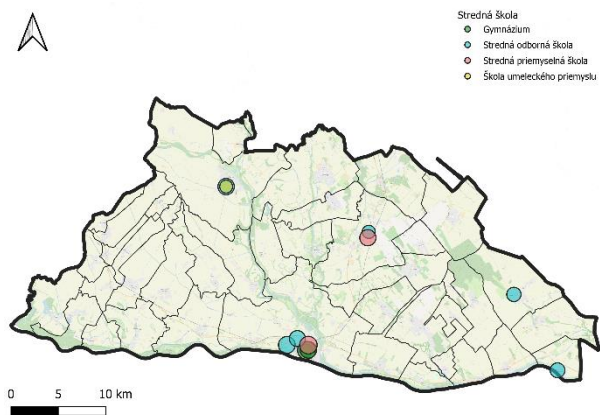 Stredná škola
Gymnázium
Stredná odborná škola
Stredná priemyselná škola
Škola umeleckého priemyslu
0 5 10 km